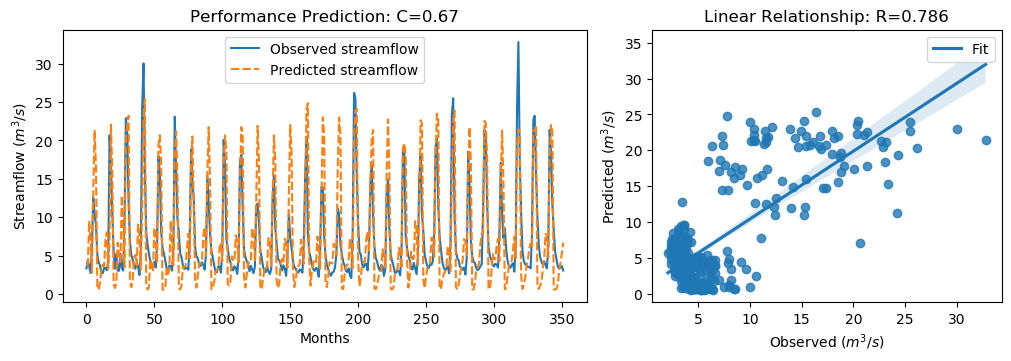 Performance Prediction: C=0.67
Streamflow (m³/s)
30
25
20
15
10
5
0
Observed streamflow
Predicted streamflow
0 50 100 150 200 250 300 350
Months
Linear Relationship: R=0.786
Predicted (m³/s)
35
30
25
20
15
10
5
0
Fit
5 10 15 20 25 30
Observed (m³/s)